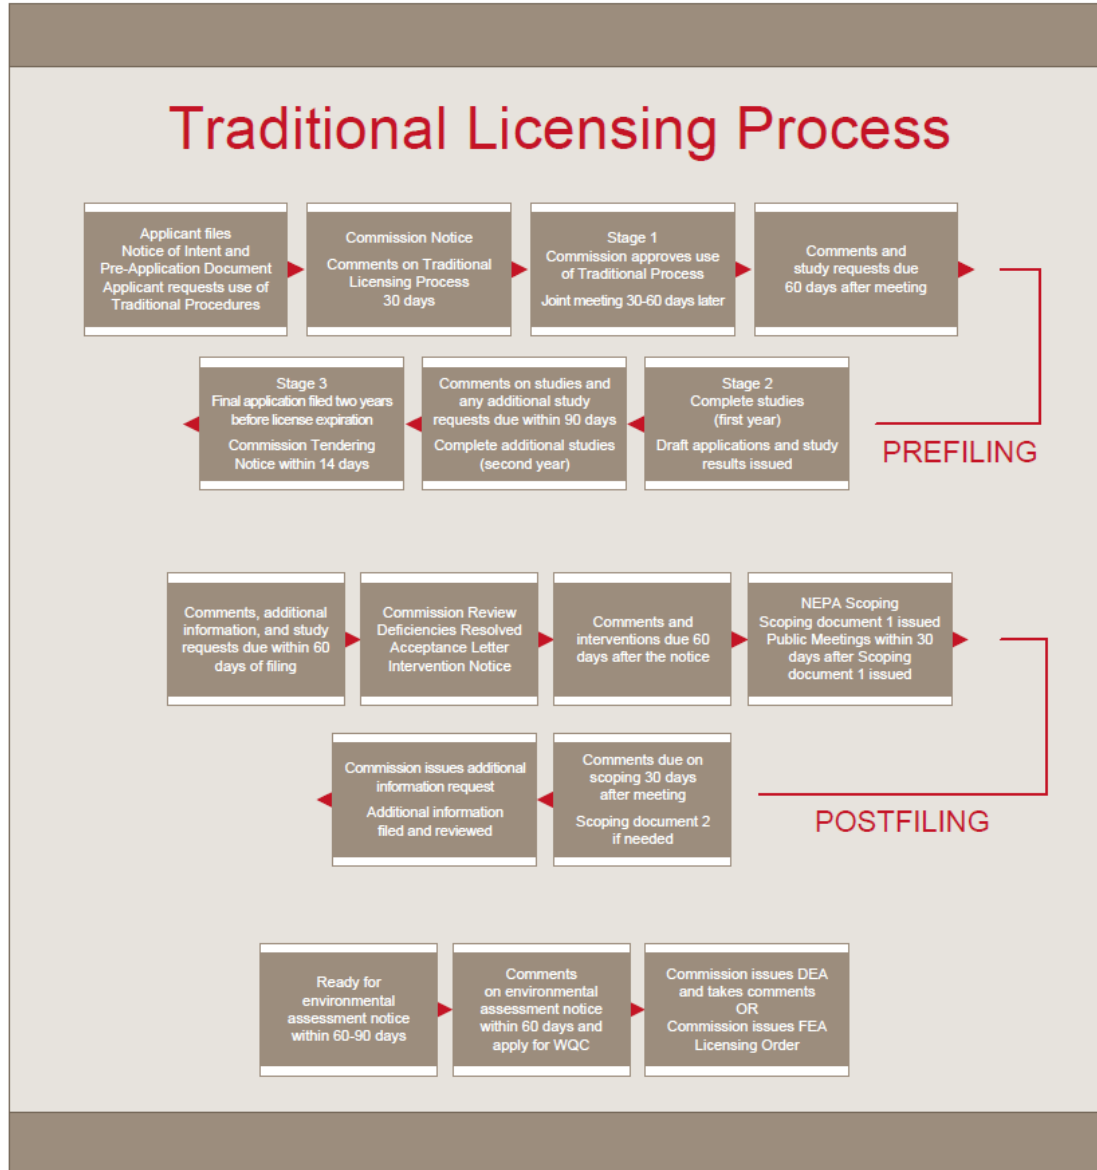 Traditional Licensing Process
Applicant files
Notice of Intent and
Pre-Application Document
Applicant requests use of
Traditional Procedures
Commission Notice
Comments on Traditional
Licensing Process
30 days
Stage 1
Commission approves use
of Traditional Process
Joint meeting 30-60 days later
Comments and
study requests due
60 days after meeting
PREFILING
Stage 2
Complete studies
(first year)
Draft applications and study
results issued
Comments on studies and
any additional study
requests due within 90 days
Complete additional studies
(second year)
Stage 3
Final application filed two years
before license expiration
Commission Tendering
Notice within 14 days
Comments, additional
information, and study
requests due within 60
days of filing
Commission Review
Deficiencies Resolved
Acceptance Letter
Intervention Notice
Comments and
interventions due 60
days after the notice
NEPA Scoping
Scoping document 1 issued
Public Meetings within 30
days after Scoping
document 1 issued
POSTFILING
Comments due on
scoping 30 days
after meeting
Scoping document 2
if needed
Commission issues additional
information request
Additional information
filed and reviewed
Ready for
environmental
assessment notice
within 60-90 days
Comments
on environmental
assessment notice
within 60 days and
apply for WQC
Commission issues DEA
and takes comments
OR
Commission issues FEA
Licensing Order